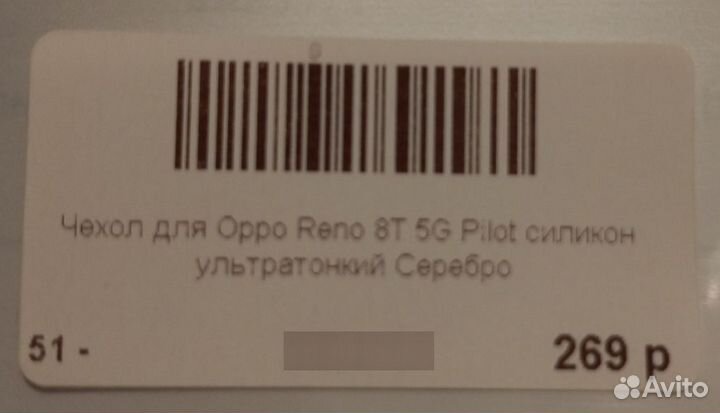 Чехол для Oppo Reno 8T 5G Pilot силикон
ультратонкий Серебро
51 -
269 р
Avito